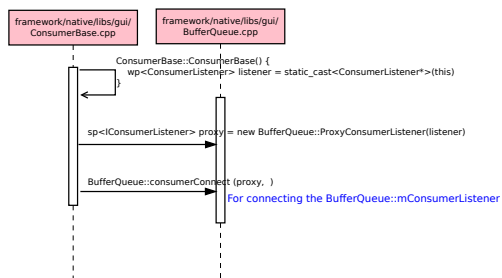 framework/native/libs/gui/
ConsumerBase.cpp
framework/native/libs/gui/
BufferQueue.cpp
ConsumerBase::ConsumerBase() {
wp<ConsumerListener> listener = static_cast<ConsumerListener*>(this)
}
sp<IConsumerListener> proxy = new BufferQueue::ProxyConsumerListener(listener)
BufferQueue::consumerConnect (proxy,  )
For connecting the BufferQueue::mConsumerListener